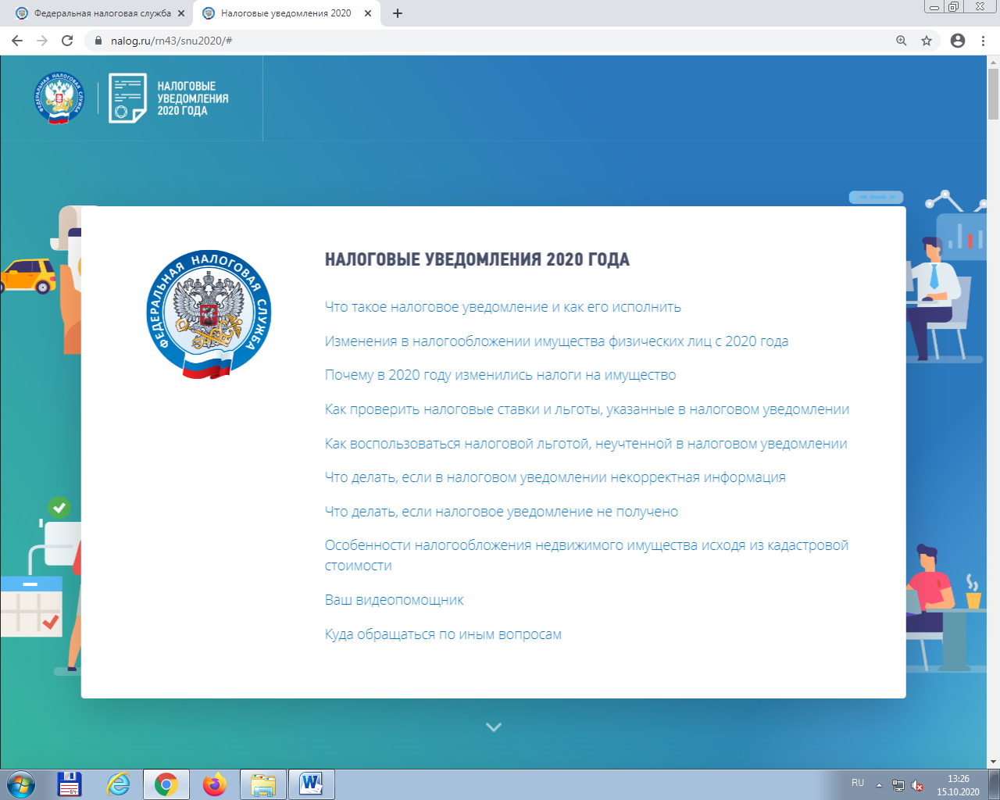 Федеральная налоговая служба
Налоговые уведомления 2020
nalog.ru/rn43/snu2020/#
ФЕДЕРАЛЬНАЯ НАЛОГОВАЯ СЛУЖБА
НАЛОГОВЫЕ
УВЕДОМЛЕНИЯ
2020 ГОДА
ФЕДЕРАЛЬНАЯ НАЛОГОВАЯ СЛУЖБА
НАЛОГОВЫЕ УВЕДОМЛЕНИЯ 2020 ГОДА
Что такое налоговое уведомление и как его исполнить
Изменения в налогообложении имущества физических лиц с 2020 года
Почему в 2020 году изменились налоги на имущество
Как проверить налоговые ставки и льготы, указанные в налоговом уведомлении
Как воспользоваться налоговой льготой, неучтенной в налоговом уведомлении
Что делать, если в налоговом уведомлении некорректная информация
Что делать, если налоговое уведомление не получено
Особенности налогообложения недвижимого имущества исходя из кадастровой
стоимости
Ваш видеопомощник
Куда обращаться по иным вопросам
64
RU
13:26
15.10.2020